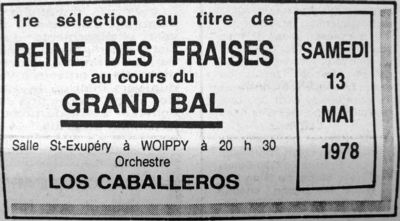 1re sélection au titre de
REINE DES FRAISES
au cours du
GRAND BAL
Salle St-Exupéry à WOIPPY à 20 h 30
Orchestre
LOS CABALLEROS
SAMEDI
13
MAI
1978